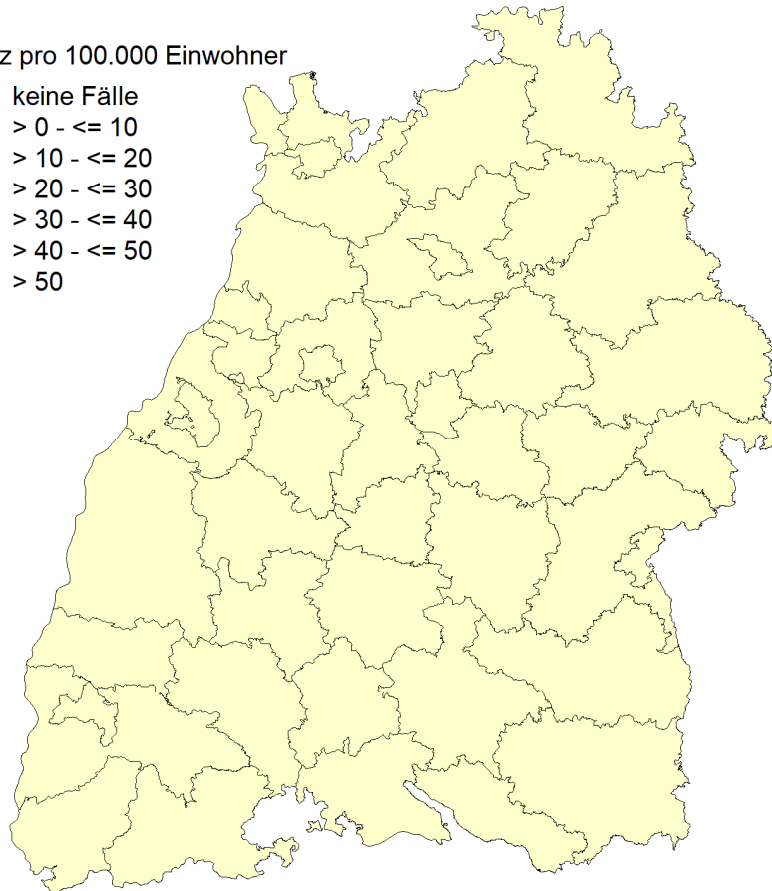 z pro 100.000 Einwohner
keine Fälle
> 0 - <= 10
> 10 - <= 20
> 20 - <= 30
> 30 - <= 40
> 40 - <= 50
> 50